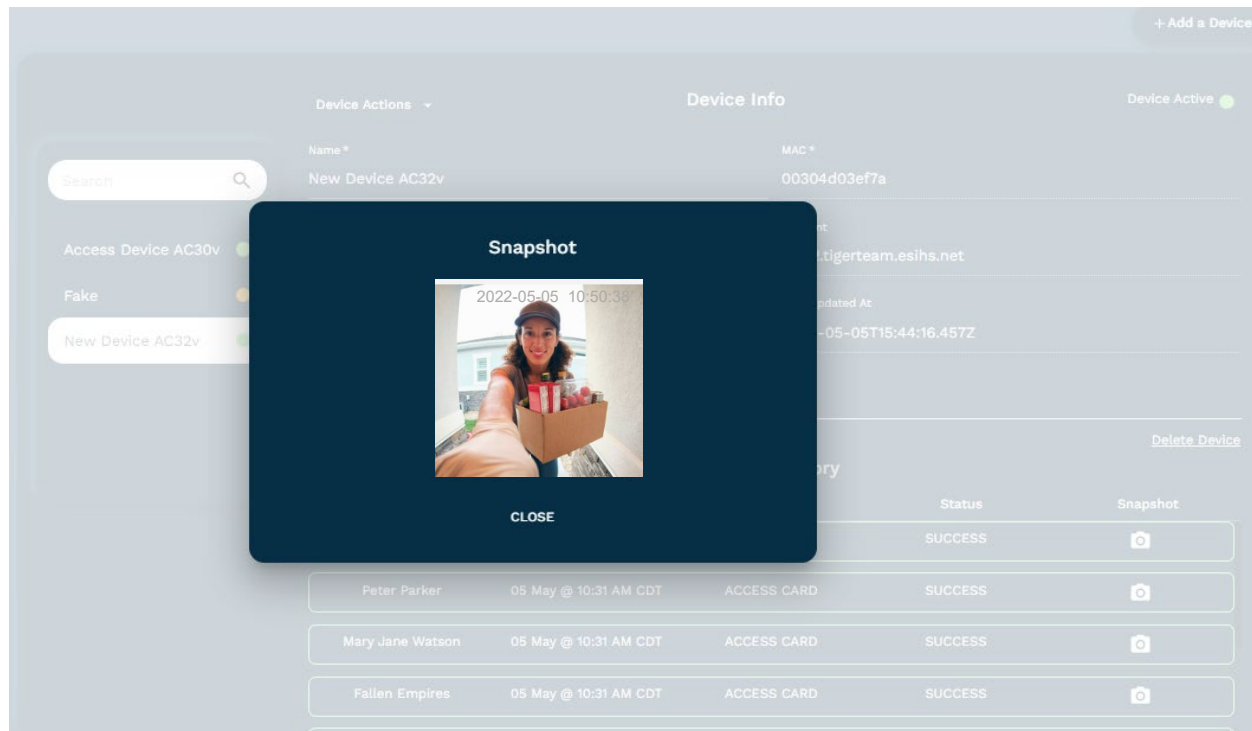 + Add a Device
Device Actions
Device Info
Device Active
Name *
MAC *
Search
New Device AC32v
00304d03ef7a
Access Device AC30v
Fake
New Device AC32v
Snapshot
2022-05-05 10:50:38
.tigerteam.esihs.net
pdated At
-05-05T15:44:16.457Z
CLOSE
Delete Device
ory
Status
Snapshot
SUCCESS
Peter Parker 05 May @ 10:31 AM CDT ACCESS CARD SUCCESS
Mary Jane Watson 05 May @ 10:31 AM CDT ACCESS CARD SUCCESS
Fallen Empires 05 May @ 10:31 AM CDT ACCESS CARD SUCCESS